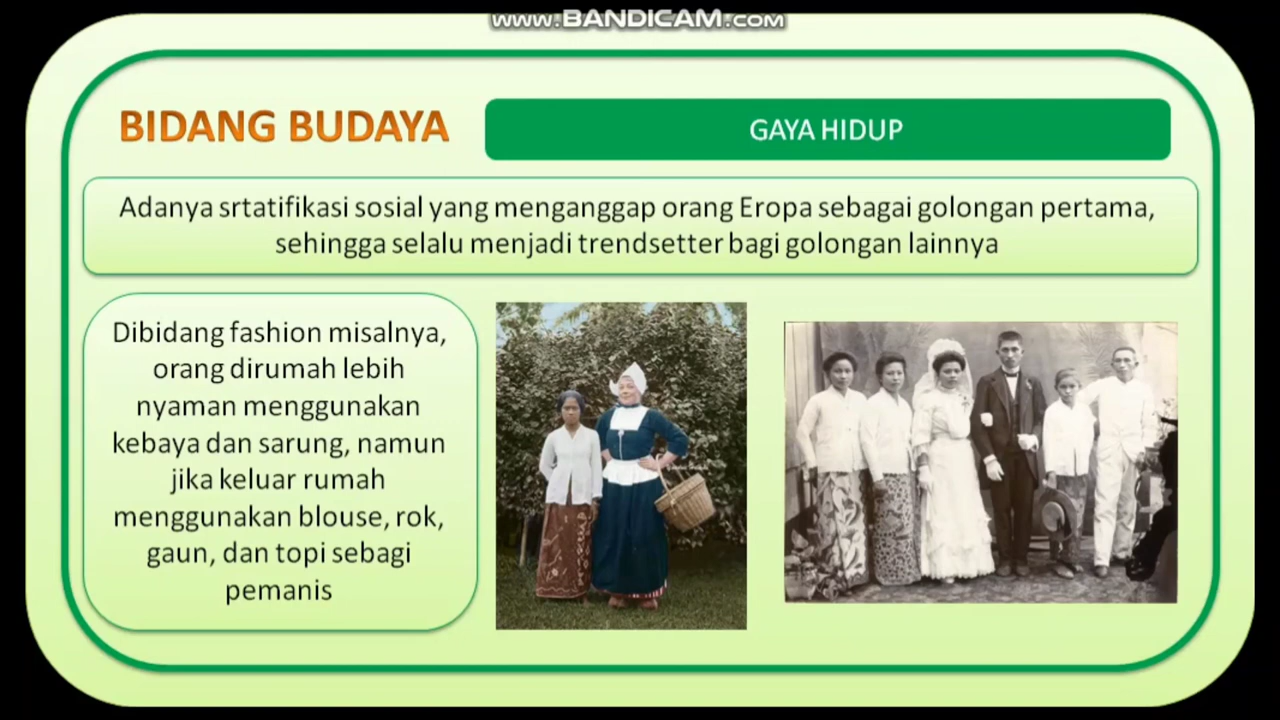 www.BANDICAM.com
BIDANG BUDAYA
GAYA HIDUP
Adanya srtatifikasi sosial yang menganggap orang Eropa sebagai golongan pertama,
sehingga selalu menjadi trendsetter bagi golongan lainnya
Dibidang fashion misalnya,
orang dirumah lebih
nyaman menggunakan
kebaya dan sarung, namun
jika keluar rumah
menggunakan blouse, rok,
gaun, dan topi sebagi
pemanis